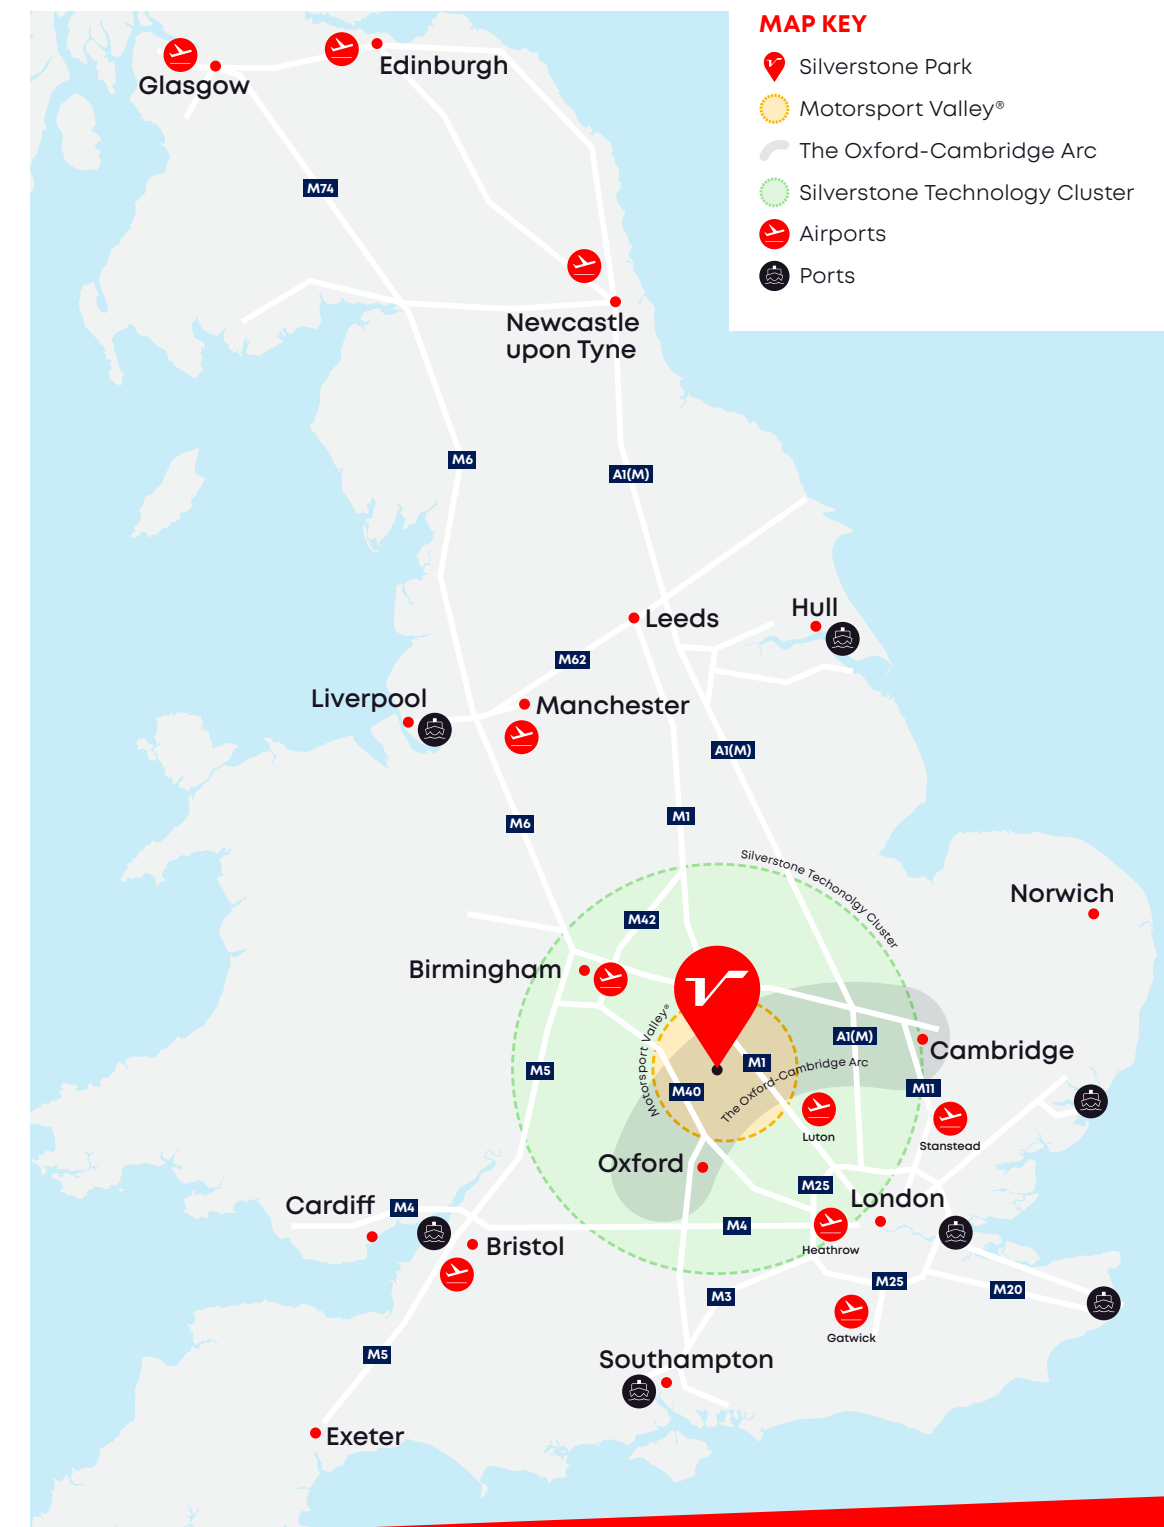 MAP KEY
Silverstone Park
Motorsport Valley®
The Oxford-Cambridge Arc
Silverstone Technology Cluster
Airports
Ports
Edinburgh
Glasgow
M74
Newcastle
upon Tyne
M6
A1(M)
Hull
Leeds
M62
Liverpool
Manchester
A1(M)
M1
M6
Silverstone Techonolgy Cluster
Norwich
M42
Birmingham
Motorsport Valley®
A1(M)
Cambridge
M5
M1
The Oxford-Cambridge Arc
M40
M11
Luton
Stanstead
Oxford
M25
London
Cardiff
M4
M4
Bristol
Heathrow
M25
M20
M3
Gatwick
M5
Southampton
Exeter